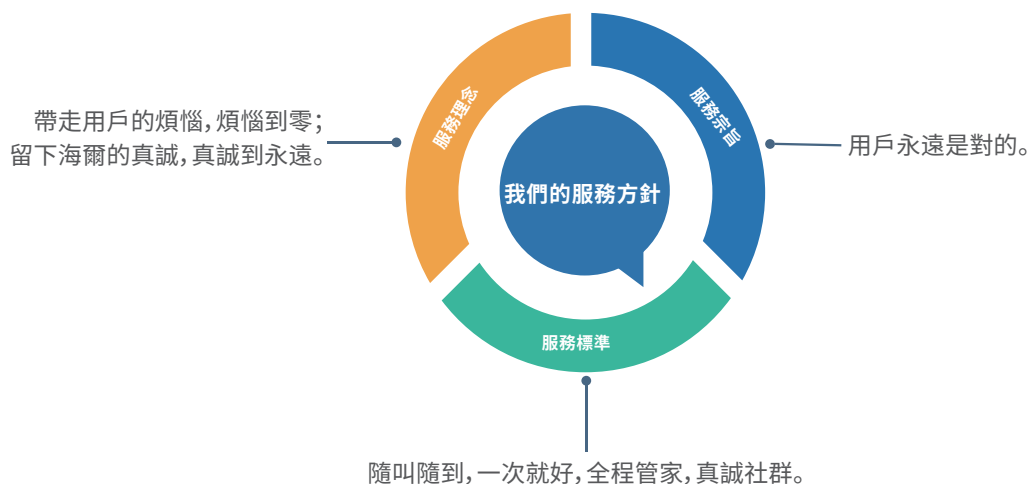 服務理念
服務宗旨
帶走用戶的煩惱,煩惱到零;
留下海爾的真誠,真誠到永遠。
用戶永遠是對的。
我們的服務方針
服務標準
隨叫隨到,一次就好,全程管家,真誠社群。